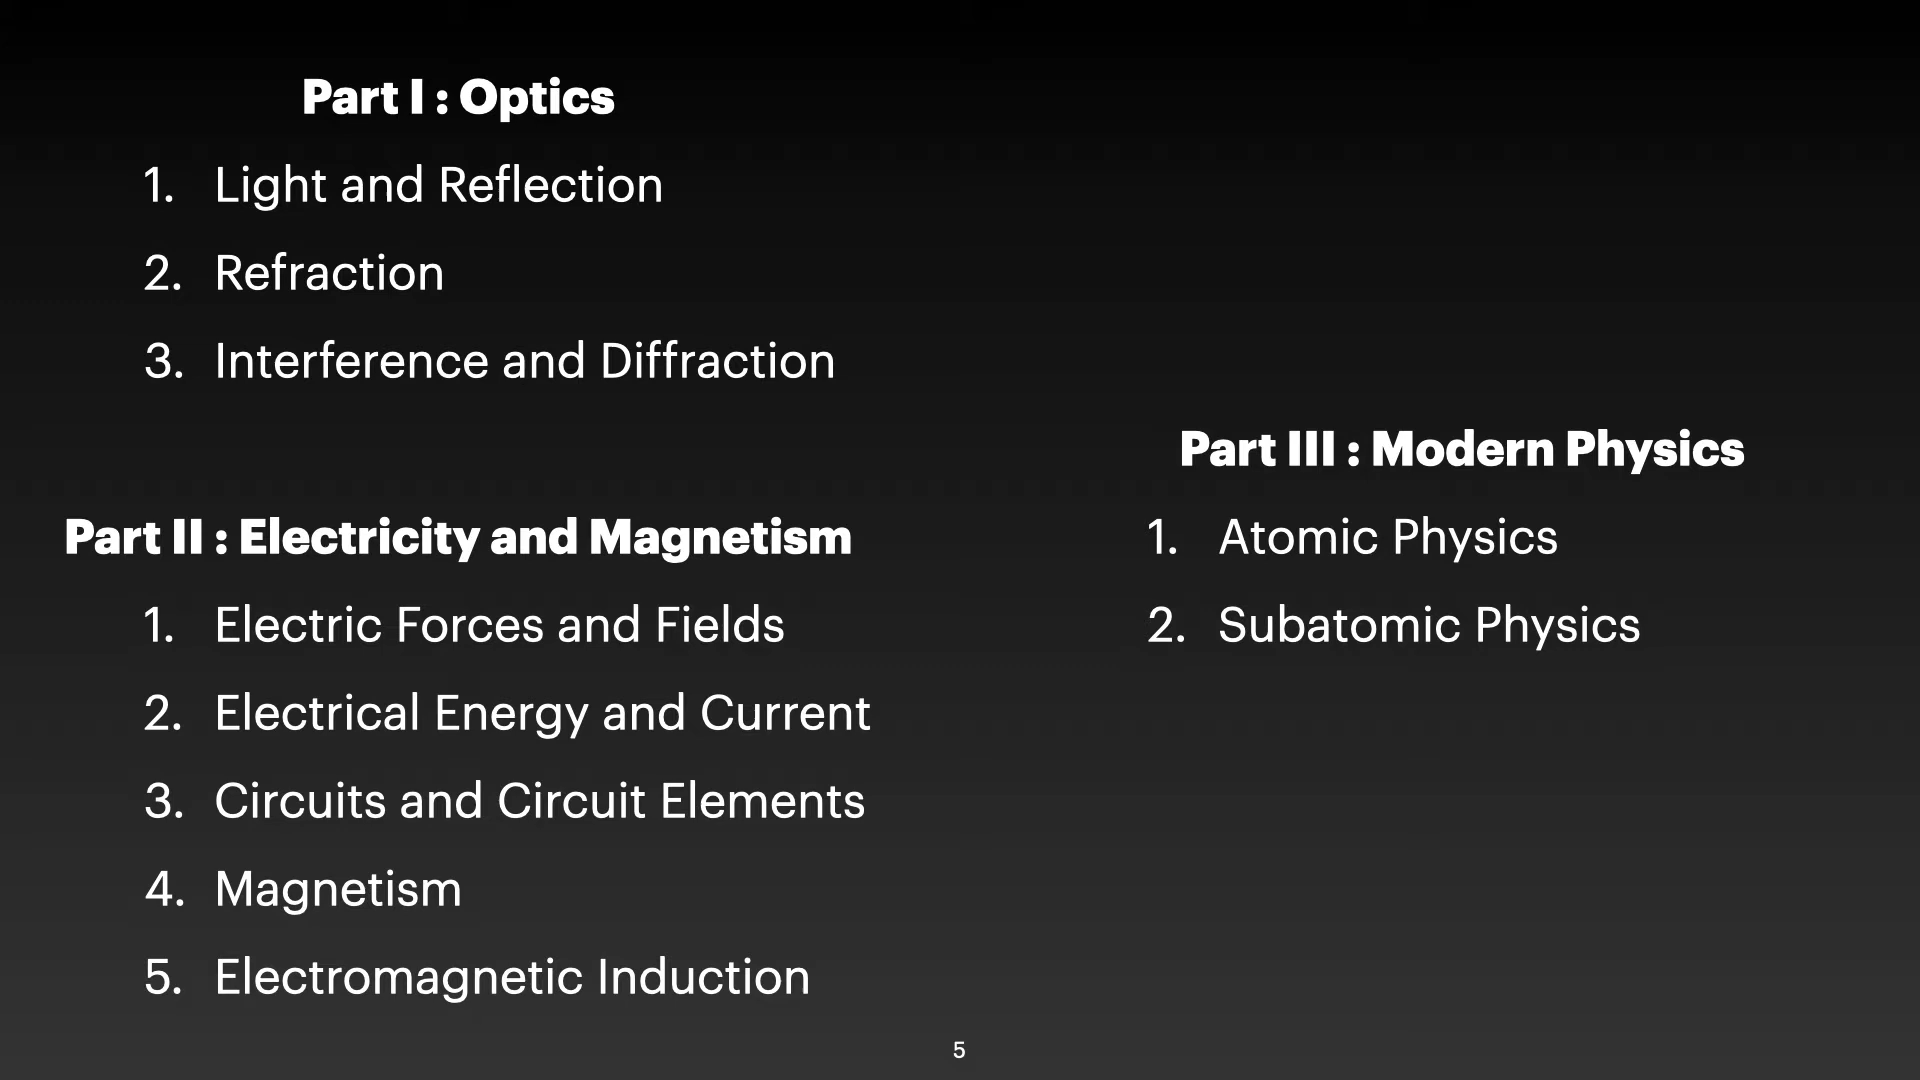 Part I : Optics
1. Light and Reflection
2. Refraction
3. Interference and Diffraction
Part II : Electricity and Magnetism
1. Electric Forces and Fields
2. Electrical Energy and Current
3. Circuits and Circuit Elements
4. Magnetism
5. Electromagnetic Induction
Part III : Modern Physics
1. Atomic Physics
2. Subatomic Physics
5